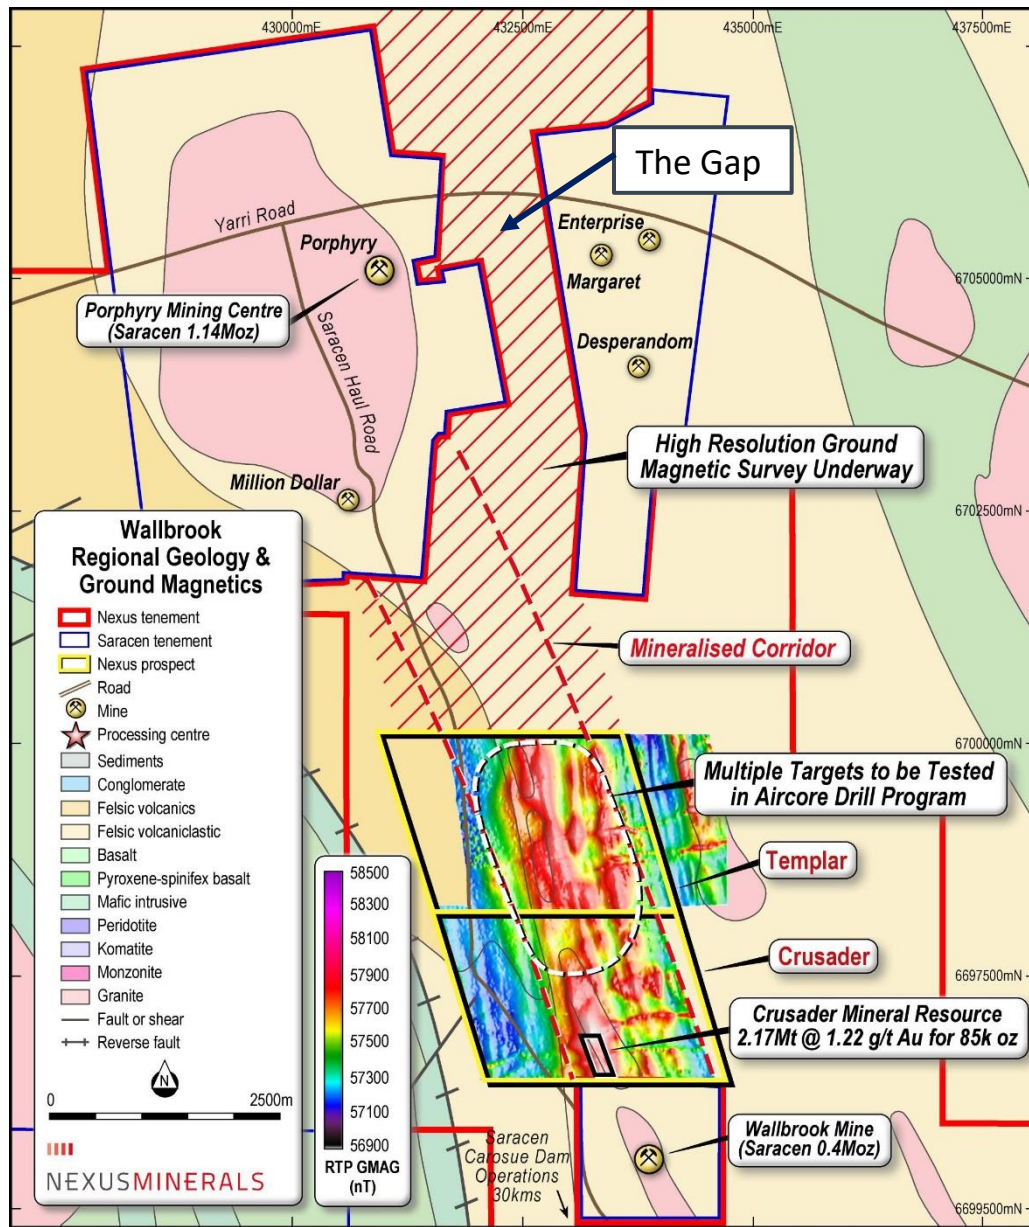 430000mE
432500mE
435000mE
437500mE
The Gap
Yarri Road
Enterprise
Porphyry
Margaret
6705000mN
Porphyry Mining Centre
(Saracen 1.14Moz)
Saracen Haul Road
Desperandom
High Resolution Ground
Magnetic Survey Underway
Million Dollar
6702500mN
Wallbrook
Regional Geology &
Ground Magnetics
Nexus tenement
Saracen tenement
Nexus prospect
Road
Mine
Processing centre
Sediments
Conglomerate
Felsic volcanics
Felsic volcaniclastic
Basalt
Pyroxene-spinifex basalt
Mafic intrusive
Peridotite
Komatite
Monzonite
Granite
Fault or shear
Reverse fault
N
0 2500m
NEXUSMINERALS
Mineralised Corridor
6700000mN
Multiple Targets to be Tested
in Aircore Drill Program
Templar
58500
58300
58100
57900
57700
57500
57300
57100
56900
RTP GMAG
(nT)
Crusader
6697500mN
Crusader Mineral Resource
2.17Mt @ 1.22 g/t Au for 85k oz
Wallbrook Mine
(Saracen 0.4Moz)
Saracen
Carosue Dam
Operations
30kms
6699500mN